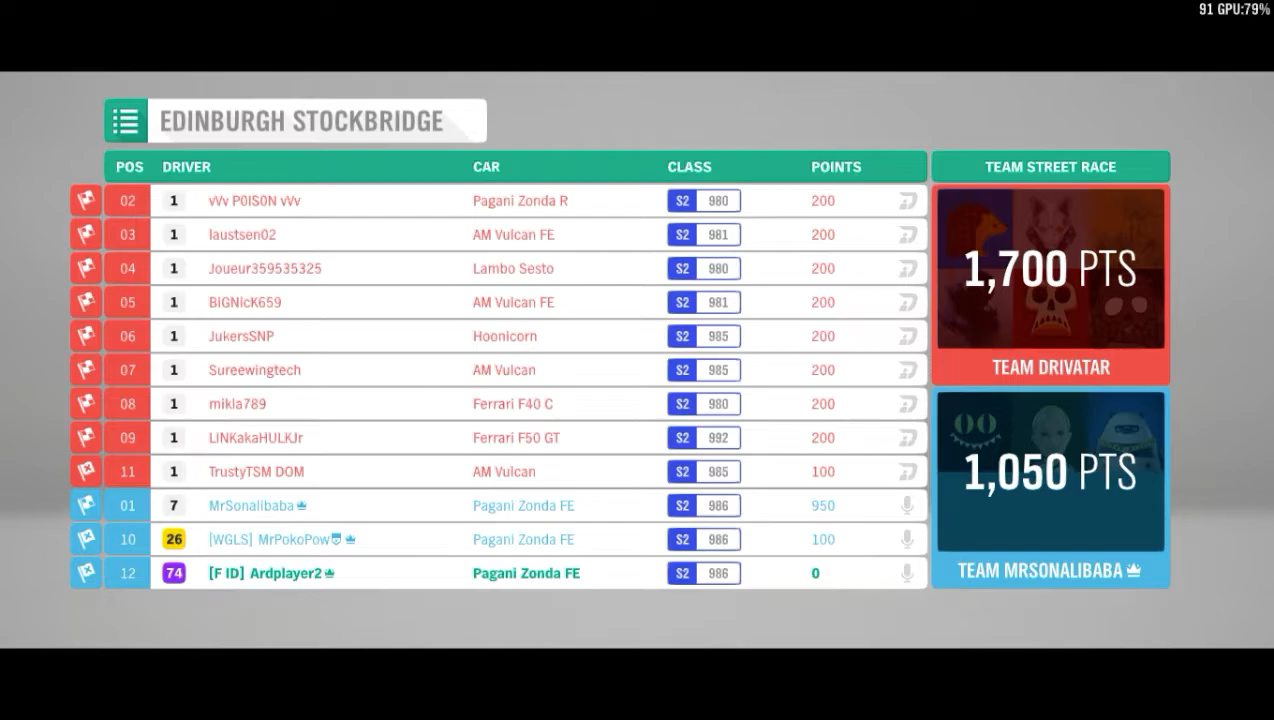 91 GPU:79%
EDINBURGH STOCKBRIDGE
POS DRIVER CAR CLASS POINTS TEAM STREET RACE
02 1 vVv P0IS0N vVv Pagani Zonda R S2 980 200
03 1 laustsen02 AM Vulcan FE S2 981 200
04 1 Joueur359535325 Lambo Sesto S2 980 200
05 1 BiGNicK659 AM Vulcan FE S2 981 200
06 1 JukersSNP Hoonicorn S2 985 200
07 1 Sureewingtech AM Vulcan S2 985 200
08 1 mikla789 Ferrari F40 C S2 980 200
09 1 LiNKakaHULKJr Ferrari F50 GT S2 992 200
11 1 TrustyTSM DOM AM Vulcan S2 985 100
01 7 MrSonalibaba Pagani Zonda FE S2 986 950
10 26 [WGLS] MrPokoPow Pagani Zonda FE S2 986 100
12 74 [F ID] Ardplayer2 Pagani Zonda FE S2 986 0
1,700 PTS
TEAM DRIVATAR
1,050 PTS
TEAM MRSONALIBABA